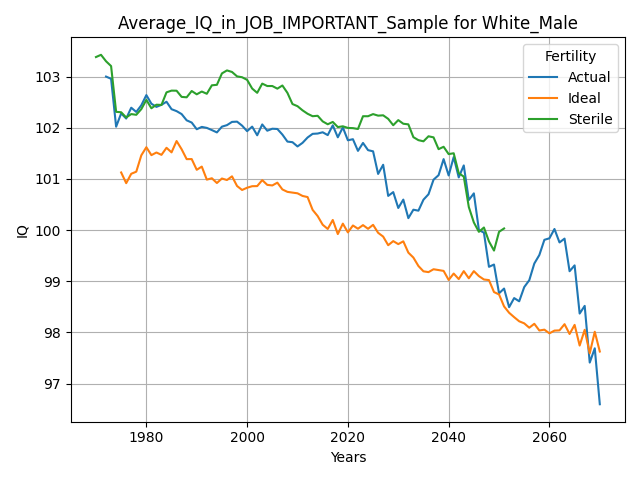 Average_IQ_in_JOB_IMPORTANT_Sample for White_Male
Fertility
Actual
Ideal
Sterile
IQ
103
102
101
100
99
98
97
1980
2000
2020
2040
2060
Years